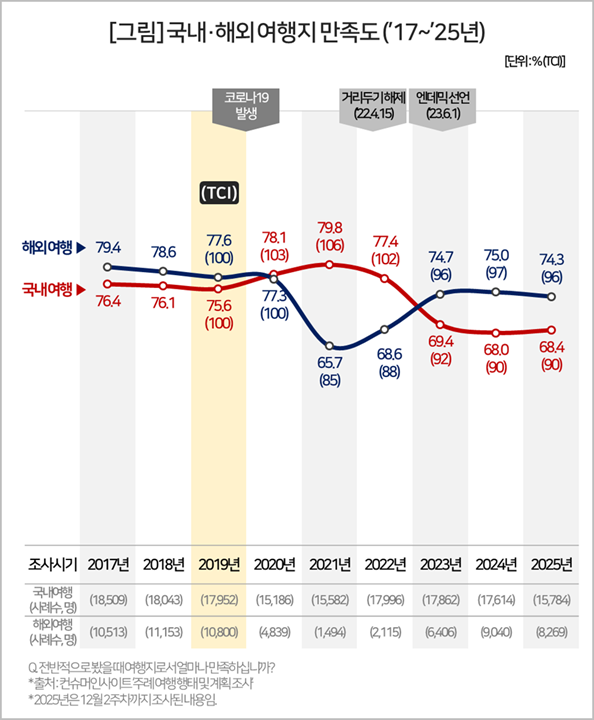 [그림] 국내·해외 여행지 만족도 ('17~'25년)
[단위 : % (TCI)]
코로나19 발생
거리두기 해제 ('22.4.15)
엔데믹 선언 ('23.6.1)
(TCI)
해외여행 ▶ 79.4 78.6 77.6 (100) 77.3 (100) 65.7 (85) 68.6 (88) 74.7 (96) 75.0 (97) 74.3 (96)
국내여행 ▶ 76.4 76.1 75.6 (100) 78.1 (103) 79.8 (106) 77.4 (102) 69.4 (92) 68.0 (90) 68.4 (90)
조사시기 2017년 2018년 2019년 2020년 2021년 2022년 2023년 2024년 2025년
국내여행 (사례수, 명) (18,509) (18,043) (17,952) (15,186) (15,582) (17,996) (17,862) (17,614) (15,784)
해외여행 (사례수, 명) (10,513) (11,153) (10,800) (4,839) (1,494) (2,115) (6,406) (9,040) (8,269)
Q. 전반적으로 봤을 때 여행지로서 얼마나 만족하십니까?
*출처 : 컨슈머인사이트 '주례 여행행태 및 계획 조사'
*2025년은 12월 2주차까지 조사된 내용임.